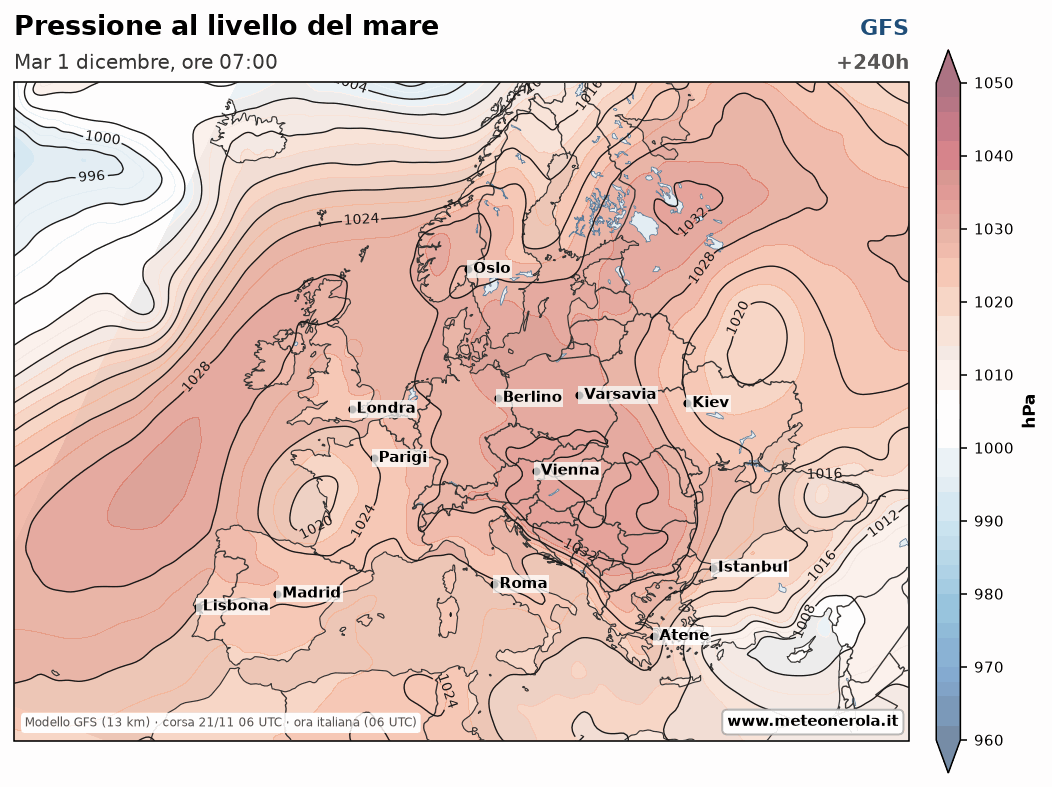 Pressione al livello del mare
GFS
Mar 1 dicembre, ore 07:00
+240h
1004
1016
1000
996
1024
1032
1028
1020
1028
Oslo
Londra
Berlino
Varsavia
Kiev
Parigi
Vienna
1016
1020
1024
1012
1032
1016
Istanbul
Roma
Madrid
Lisbona
1008
Atene
1024
Modello GFS (13 km) · corsa 21/11 06 UTC · ora italiana (06 UTC)
www.meteonerola.it
1050
1040
1030
1020
1010
1000
990
980
970
960
hPa